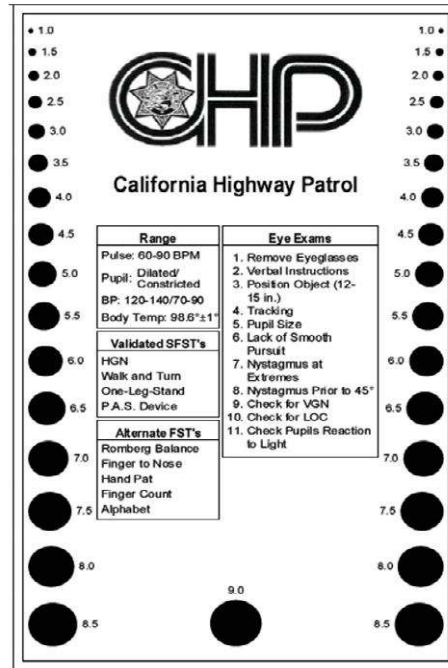 1.0
1.5
2.0
2.5
3.0
3.5
4.0
4.5
5.0
5.5
6.0
6.5
7.0
7.5
8.0
8.5
CHP
California Highway Patrol
Range
Pulse: 60-90 BPM
Pupil: Dilated/
Constricted
BP: 120-140/70-90
Body Temp: 98.6°±1°
Validated SFST's
HGN
Walk and Turn
One-Leg-Stand
P.A.S. Device
Alternate FST's
Romberg Balance
Finger to Nose
Hand Pat
Finger Count
Alphabet
Eye Exams
1. Remove Eyeglasses
2. Verbal Instructions
3. Position Object (12-
15 in.)
4. Tracking
5. Pupil Size
6. Lack of Smooth
Pursuit
7. Nystagmus at
Extremes
8. Nystagmus Prior to 45°
9. Check for VGN
10. Check for LOC
11. Check Pupils Reaction
to Light
9.0
1.0
1.5
2.0
2.5
3.0
3.5
4.0
4.5
5.0
5.5
6.0
6.5
7.0
7.5
8.0
8.5